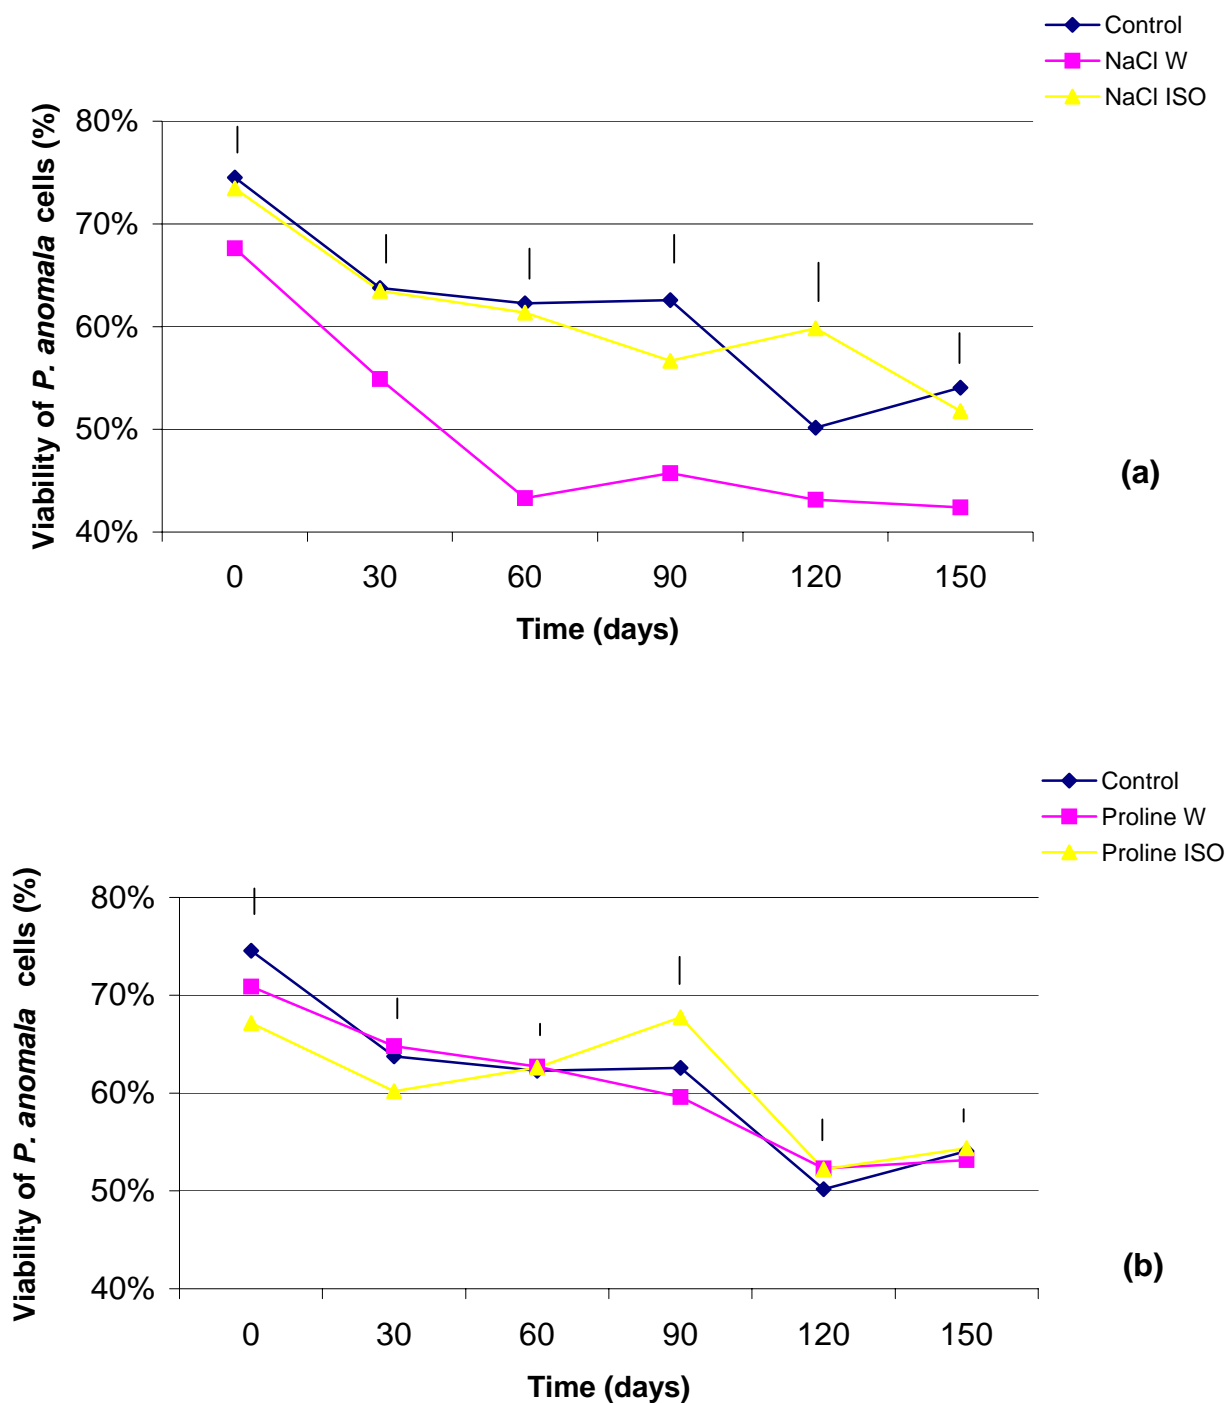 Control
NaCl W
NaCl ISO
Viability of P. anomala cells (%)
80%
70%
60%
50%
40%
0 30 60 90 120 150
Time (days)
(a)
Control
Proline W
Proline ISO
Viability of P. anomala cells (%)
80%
70%
60%
50%
40%
0 30 60 90 120 150
Time (days)
(b)